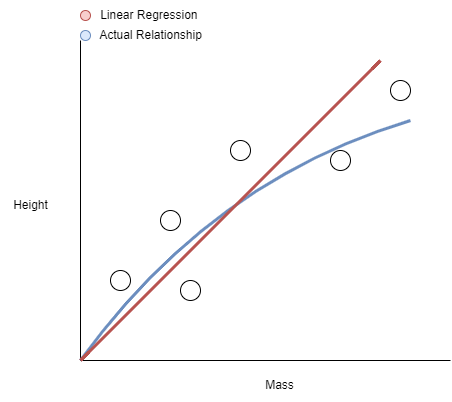 Linear Regression
Actual Relationship
Height
Mass